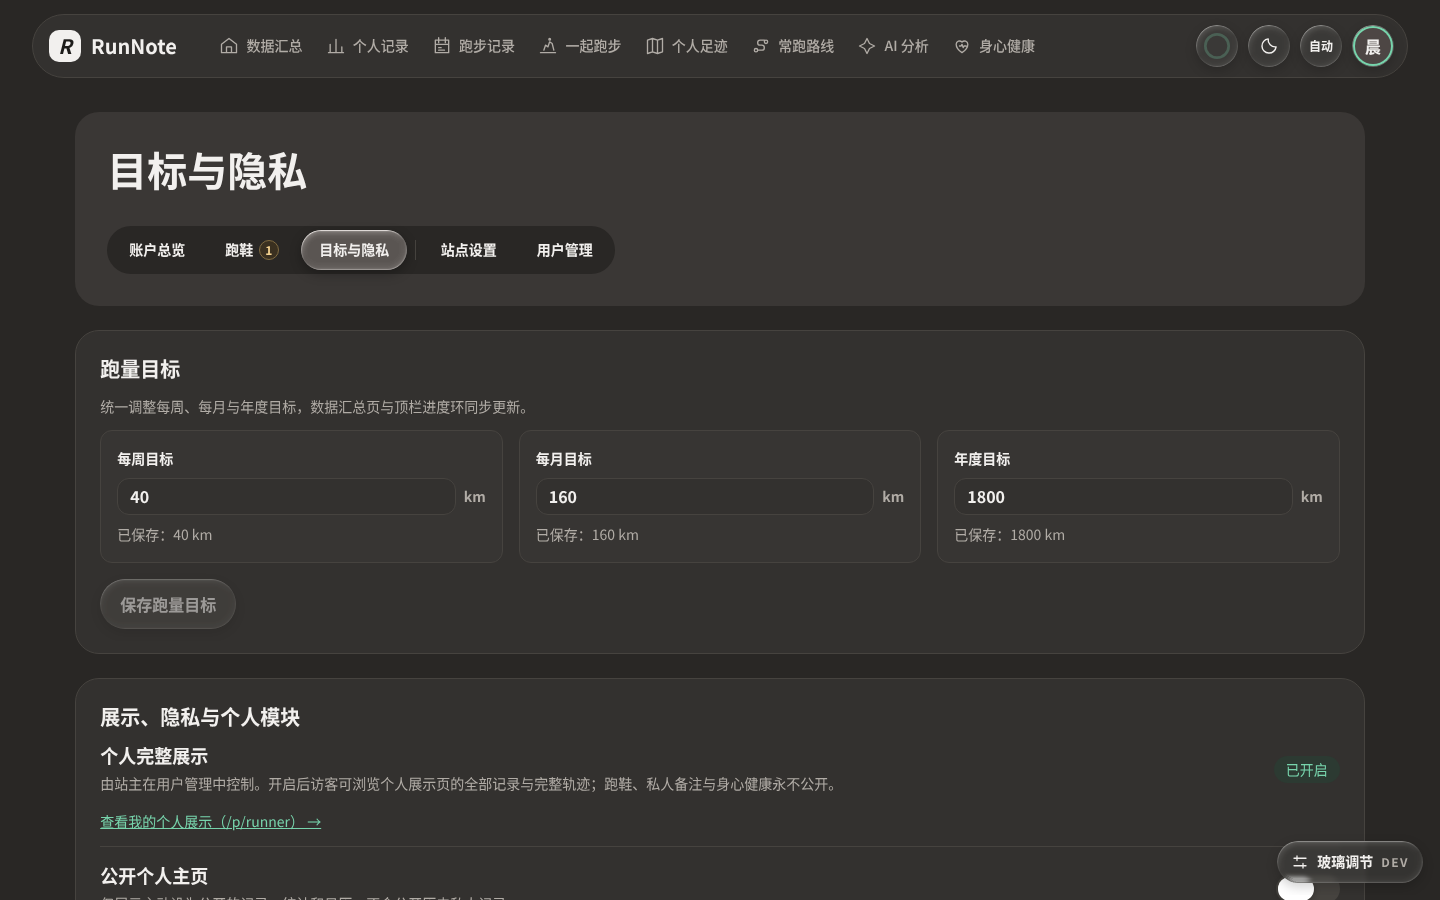 R RunNote 数据汇总 个人记录 跑步记录 一起跑步 个人足迹 常跑路线 AI 分析 身心健康 自动 晨
目标与隐私
账户总览 跑鞋 1 目标与隐私 站点设置 用户管理
跑量目标
统一调整每周、每月与年度目标，数据汇总页与顶栏进度环同步更新。
每周目标 每月目标 年度目标
40 km 160 km 1800 km
已保存：40 km 已保存：160 km 已保存：1800 km
保存跑量目标
展示、隐私与个人模块
个人完整展示
由站主在用户管理中控制。开启后访客可浏览个人展示页的全部记录与完整轨迹；跑鞋、私人备注与身心健康永不公开。
已开启
查看我的个人展示（/p/runner） →
玻璃调节 DEV
公开个人主页